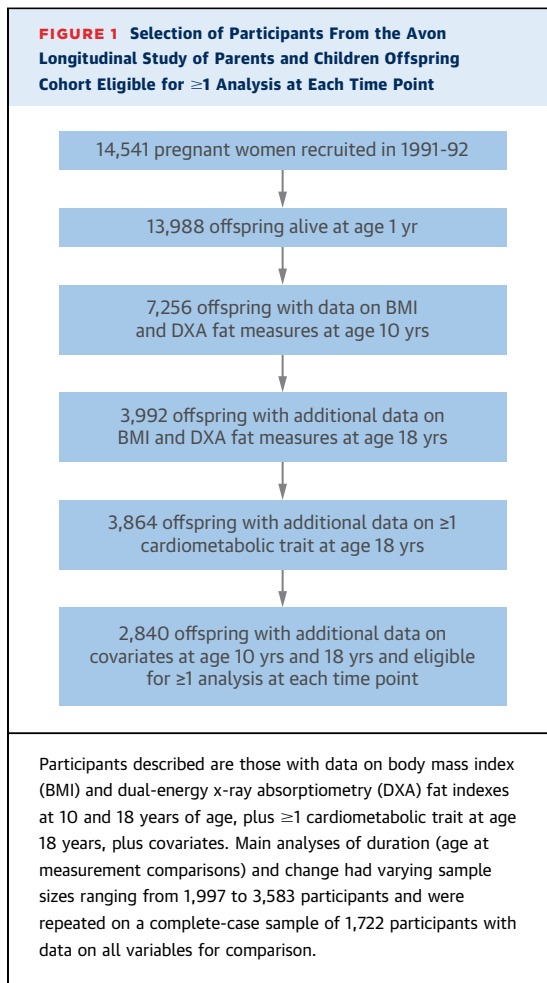 FIGURE 1 Selection of Participants From the Avon
Longitudinal Study of Parents and Children Offspring
Cohort Eligible for ≥1 Analysis at Each Time Point
14,541 pregnant women recruited in 1991-92
13,988 offspring alive at age 1 yr
7,256 offspring with data on BMI
and DXA fat measures at age 10 yrs
3,992 offspring with additional data on
BMI and DXA fat measures at age 18 yrs
3,864 offspring with additional data on ≥1
cardiometabolic trait at age 18 yrs
2,840 offspring with additional data on
covariates at age 10 yrs and 18 yrs and eligible
for ≥1 analysis at each time point
Participants described are those with data on body mass index
(BMI) and dual-energy x-ray absorptiometry (DXA) fat indexes
at 10 and 18 years of age, plus ≥1 cardiometabolic trait at age
18 years, plus covariates. Main analyses of duration (age at
measurement comparisons) and change had varying sample
sizes ranging from 1,997 to 3,583 participants and were
repeated on a complete-case sample of 1,722 participants with
data on all variables for comparison.